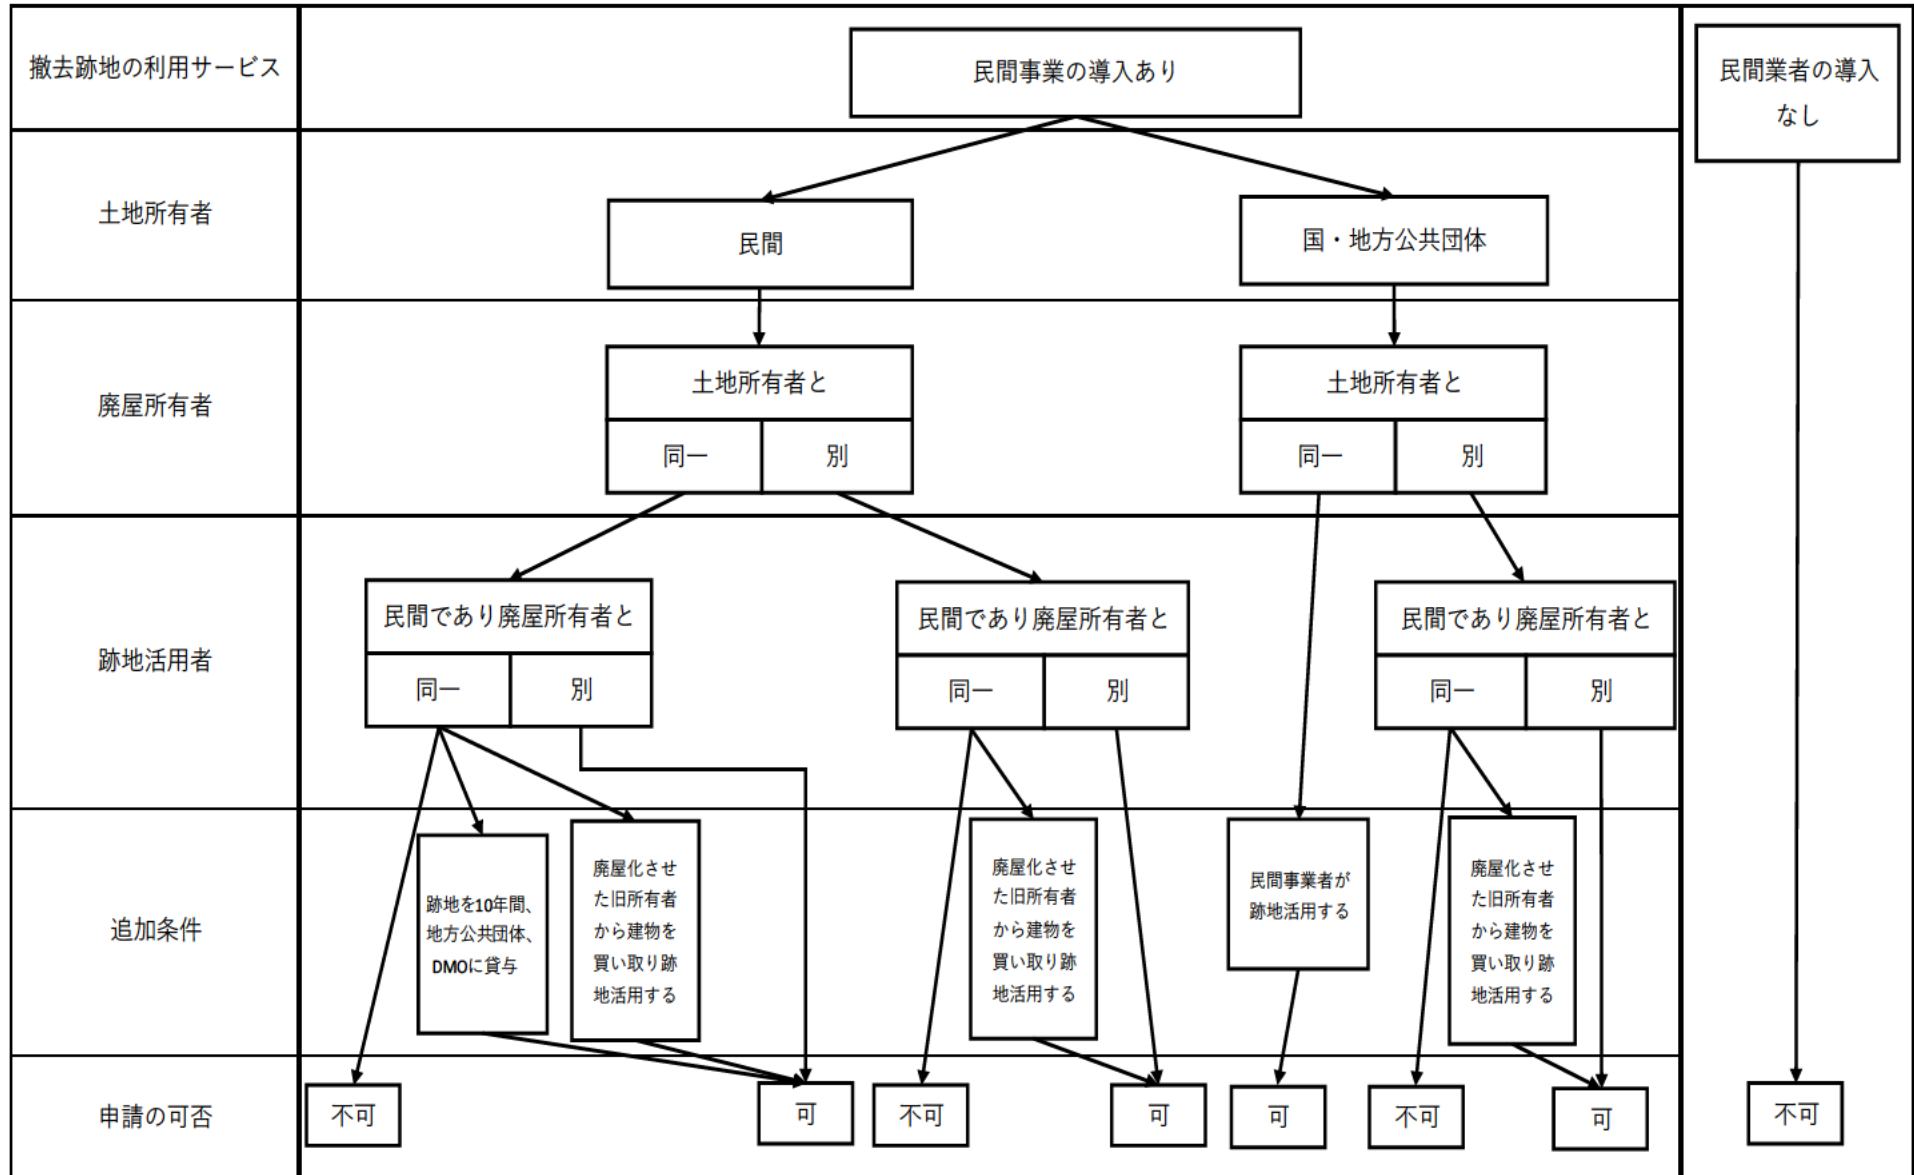 撤去跡地の利用サービス
民間事業の導入あり
民間業者の導入
なし
土地所有者
民間
国・地方公共団体
廃屋所有者
土地所有者と
同一
別
土地所有者と
同一
別
跡地活用者
民間であり廃屋所有者と
同一
別
民間であり廃屋所有者と
同一
別
民間であり廃屋所有者と
同一
別
追加条件
跡地を10年間、
地方公共団体、
DMOに貸与
廃屋化させ
た旧所有者
から建物を
買い取り跡
地活用する
廃屋化させ
た旧所有者
から建物を
買い取り跡
地活用する
民間事業者が
跡地活用する
廃屋化させ
た旧所有者
から建物を
買い取り跡
地活用する
申請の可否
不可
可
不可
可
可
不可
可
不可